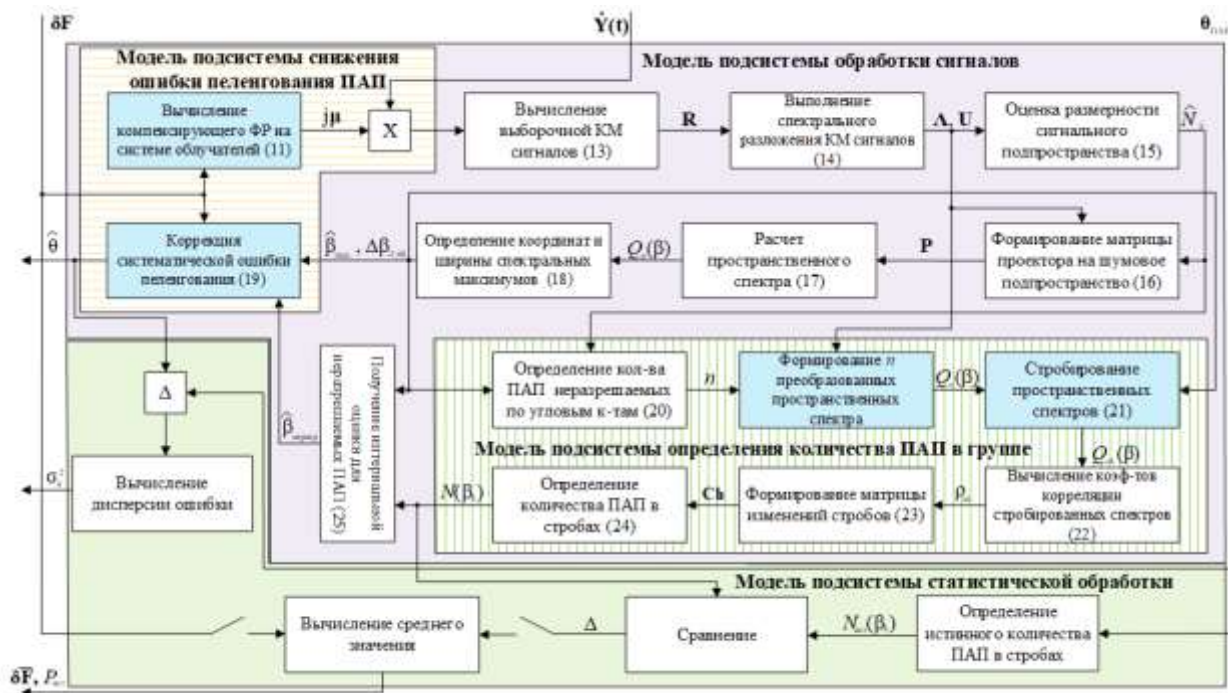 δF
Ẏ(t)
Модель подсистемы снижения
ошибки пеленгования ПАП
Модель подсистемы обработки сигналов
Вычисление
компенсирующего ФР на
системе облучателей (11)
jμ
X
Вычисление
выборочной КМ
сигналов (13)
R
Выполнение
спектрального
разложения КМ сигналов
(14)
Λ, U
Оценка размерности
сигнального
подпространства (15)
θ̂
Коррекция
систематической ошибки
пеленгования (19)
Определение координат и
ширины спектральных
максимумов (18)
Расчет
пространственного
спектра (17)
P
Формирование матрицы
проектора на шумовое
подпространство (16)
Δ
Получение интервальной
оценки для
неразрешаемых ПАП (25)
Определение кол-ва
ПАП неразрешаемых
по угловым к-там (20)
n
Формирование n
преобразованных
пространственных
спектра
Стробирование
пространственных
спектров (21)
Модель подсистемы определения количества ПАП в группе
Вычисление
дисперсии ошибки
Определение
количества ПАП в
стробах (24)
Ch
Формирование матрицы
изменений стробов (23)
Вычисление коэф-тов
корреляции
стробированных спектров
(22)
Модель подсистемы статистической обработки
Вычисление среднего
значения
Δ
Сравнение
Определение
истинного количества
ПАП в стробах
δF̄,